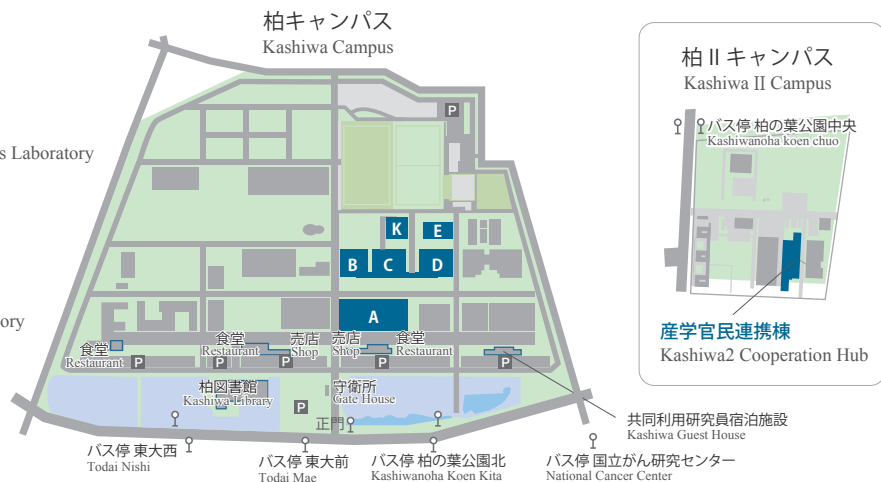 柏キャンパス
Kashiwa Campus
P
s Laboratory
K
E
B
C
D
A
ory
食堂
Restaurant
P
食堂
Restaurant
P
売店
Shop
P
売店
Shop
P
食堂
Restaurant
P
柏図書館
Kashiwa Library
P
守衛所
Gate House
正門
共同利用研究員宿泊施設
Kashiwa Guest House
バス停 東大西
Todai Nishi
バス停 東大前
Todai Mae
バス停 柏の葉公園北
Kashiwanoha Koen Kita
バス停 国立がん研究センター
National Cancer Center
柏 II キャンパス
Kashiwa II Campus
バス停 柏の葉公園中央
Kashiwanoha koen chuo
産学官民連携棟
Kashiwa2 Cooperation Hub